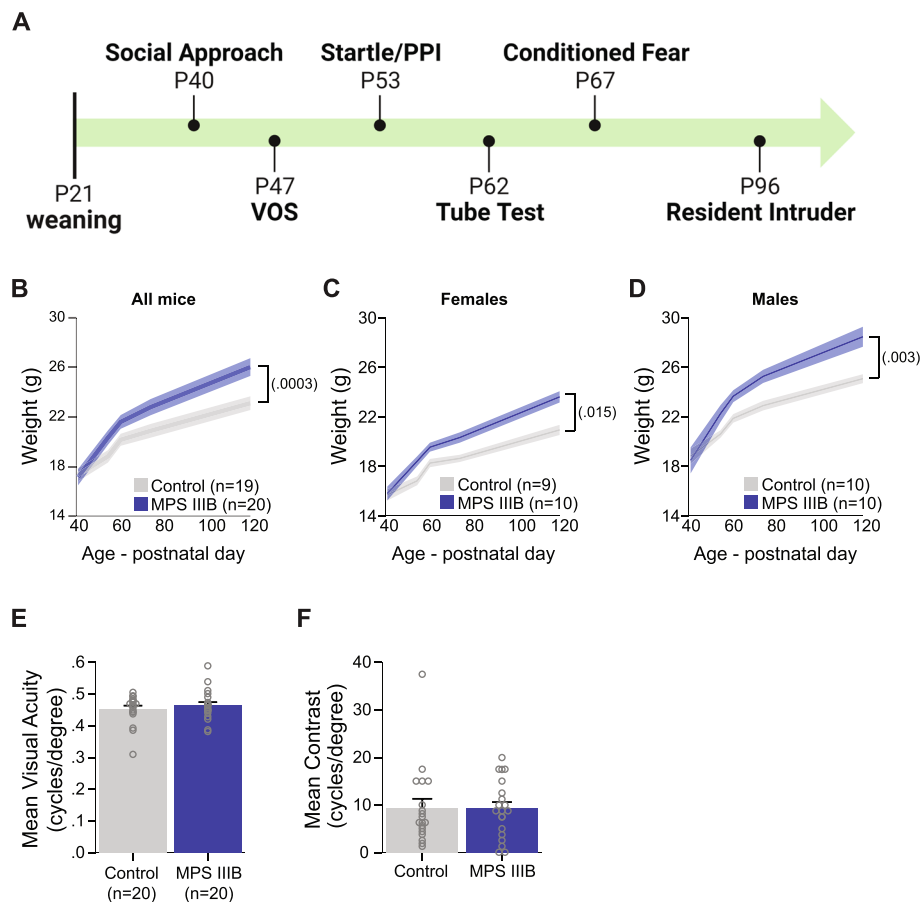 A
Social Approach
P40
Startle/PPI
P53
Conditioned Fear
P67
P21
weaning
P47
VOS
P62
Tube Test
P96
Resident Intruder
B
All mice
Weight (g)
30
26
22
18
14
(.0003)
Control (n=19)
MPS IIIB (n=20)
40 60 80 100 120
Age - postnatal day
C
Females
Weight (g)
30
26
22
18
14
(.015)
Control (n=9)
MPS IIIB (n=10)
40 60 80 100 120
Age - postnatal day
D
Males
Weight (g)
30
26
22
18
14
(.003)
Control (n=10)
MPS IIIB (n=10)
40 60 80 100 120
Age - postnatal day
E
Mean Visual Acuity
(cycles/degree)
.6
.5
.4
.3
.2
.1
.0
Control
(n=20)
MPS IIIB
(n=20)
F
Mean Contrast
(cycles/degree)
40
30
20
10
0
Control
MPS IIIB